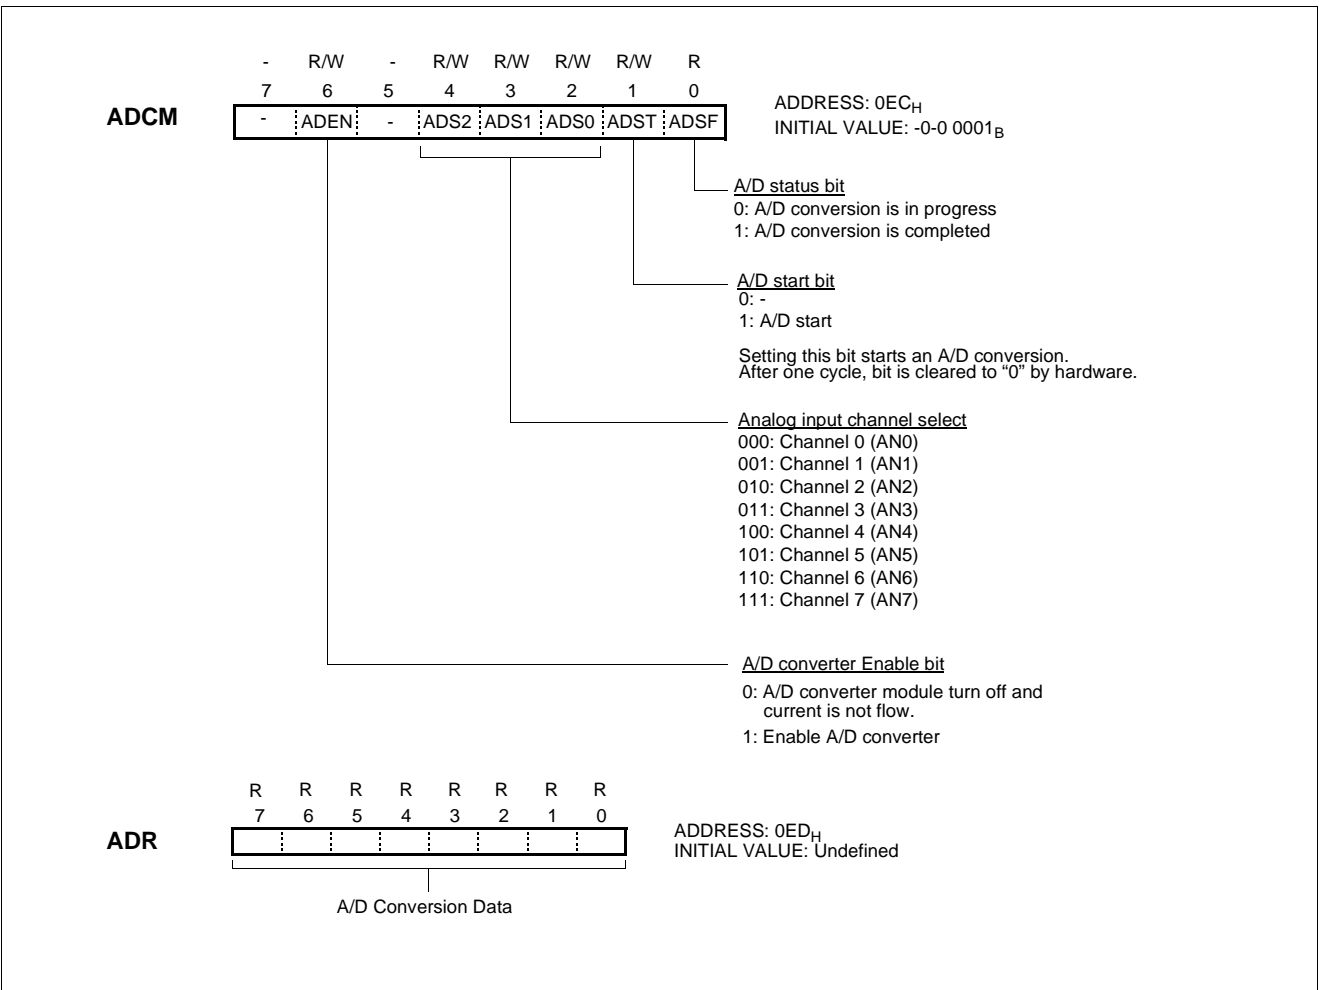 - R/W - R/W R/W R/W R/W R
7 6 5 4 3 2 1 0
ADCM
- ADEN - ADS2 ADS1 ADS0 ADST ADSF
ADDRESS: 0ECH
INITIAL VALUE: -0-0 0001B
A/D status bit
0: A/D conversion is in progress
1: A/D conversion is completed
A/D start bit
0: -
1: A/D start
Setting this bit starts an A/D conversion.
After one cycle, bit is cleared to “0” by hardware.
Analog input channel select
000: Channel 0 (AN0)
001: Channel 1 (AN1)
010: Channel 2 (AN2)
011: Channel 3 (AN3)
100: Channel 4 (AN4)
101: Channel 5 (AN5)
110: Channel 6 (AN6)
111: Channel 7 (AN7)
A/D converter Enable bit
0: A/D converter module turn off and
current is not flow.
1: Enable A/D converter
R R R R R R R R
7 6 5 4 3 2 1 0
ADR
ADDRESS: 0EDH
INITIAL VALUE: Undefined
A/D Conversion Data